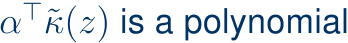 α⊤κ̃(z) is a polynomial